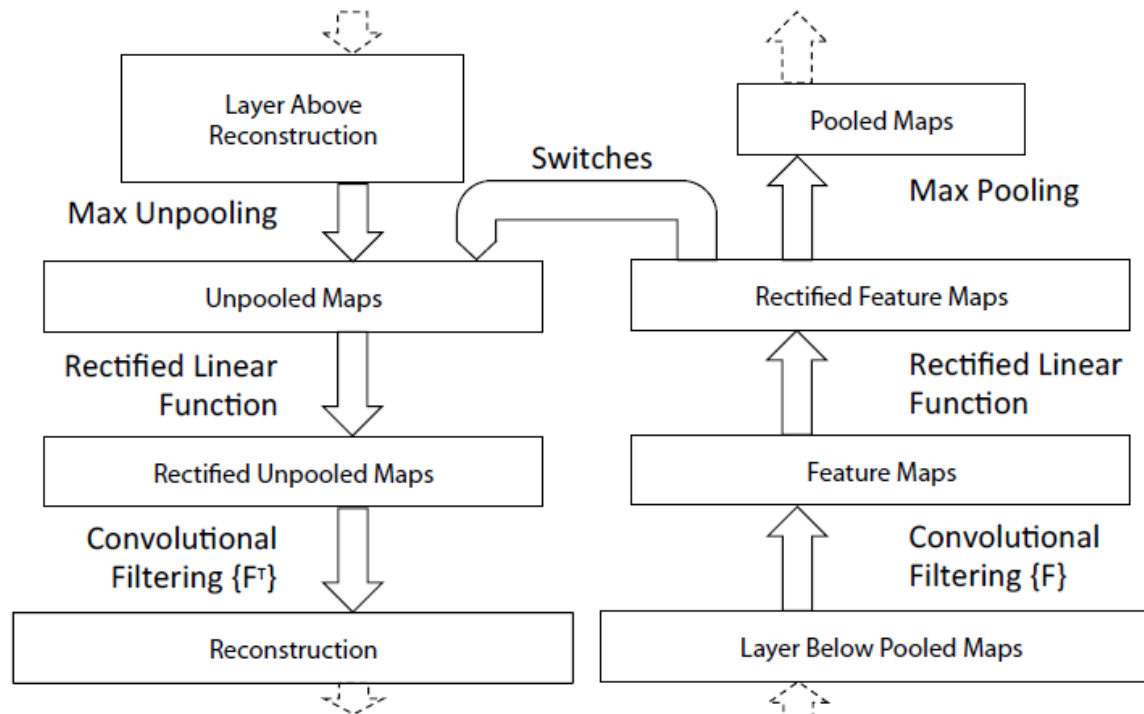 Layer Above
Reconstruction
Pooled Maps
Switches
Max Unpooling
Max Pooling
Unpooled Maps
Rectified Feature Maps
Rectified Linear
Function
Rectified Linear
Function
Rectified Unpooled Maps
Feature Maps
Convolutional
Filtering {Fᵀ}
Convolutional
Filtering {F}
Reconstruction
Layer Below Pooled Maps